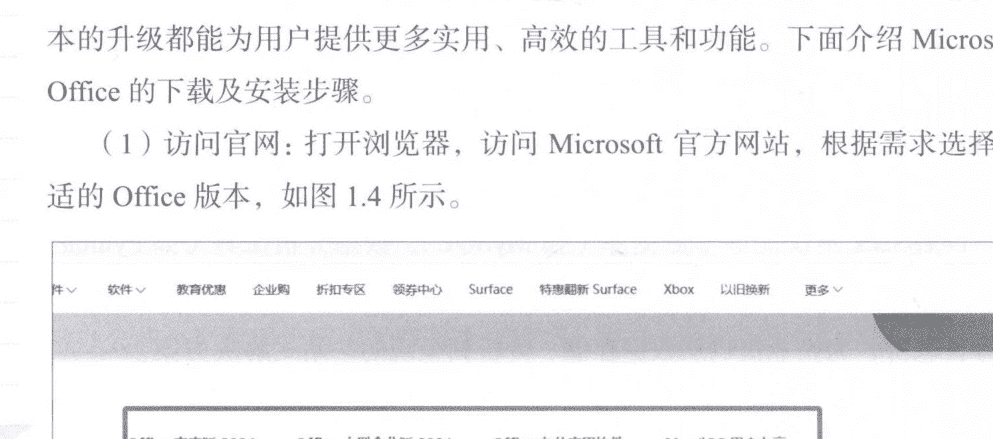 本的升级都能为用户提供更多实用、高效的工具和功能。下面介绍 Micros
Office 的下载及安装步骤。
（1）访问官网：打开浏览器，访问 Microsoft 官方网站，根据需求选择
适的 Office 版本，如图 1.4 所示。
件 软件 教育优惠 企业购 折扣专区 领券中心 Surface 特惠翻新 Surface Xbox 以旧换新 更多